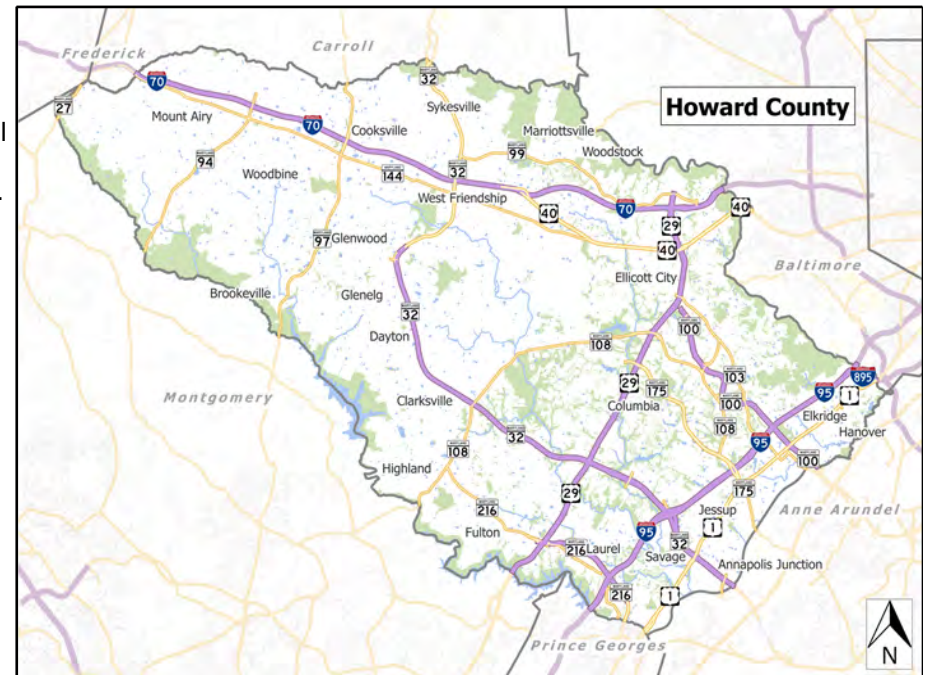 Frederick
Carroll
70
32
27
Sykesville
Howard County
Mount Airy
70
Cooksville
Marriottsville
99
Woodstock
94
32
Woodbine
144
West Friendship
70
40
40
29
97
Glenwood
40
Baltimore
Ellicott City
Brookeville
Glenelg
32
100
Dayton
108
895
29
175
103
95
1
Montgomery
Clarksville
Columbia
100
Elkridge
32
108
95
Hanover
108
100
Highland
29
175
Anne Arundel
216
Jessup
1
Fulton
95
32
216
Laurel
Savage
Annapolis Junction
216
1
Prince Georges
N